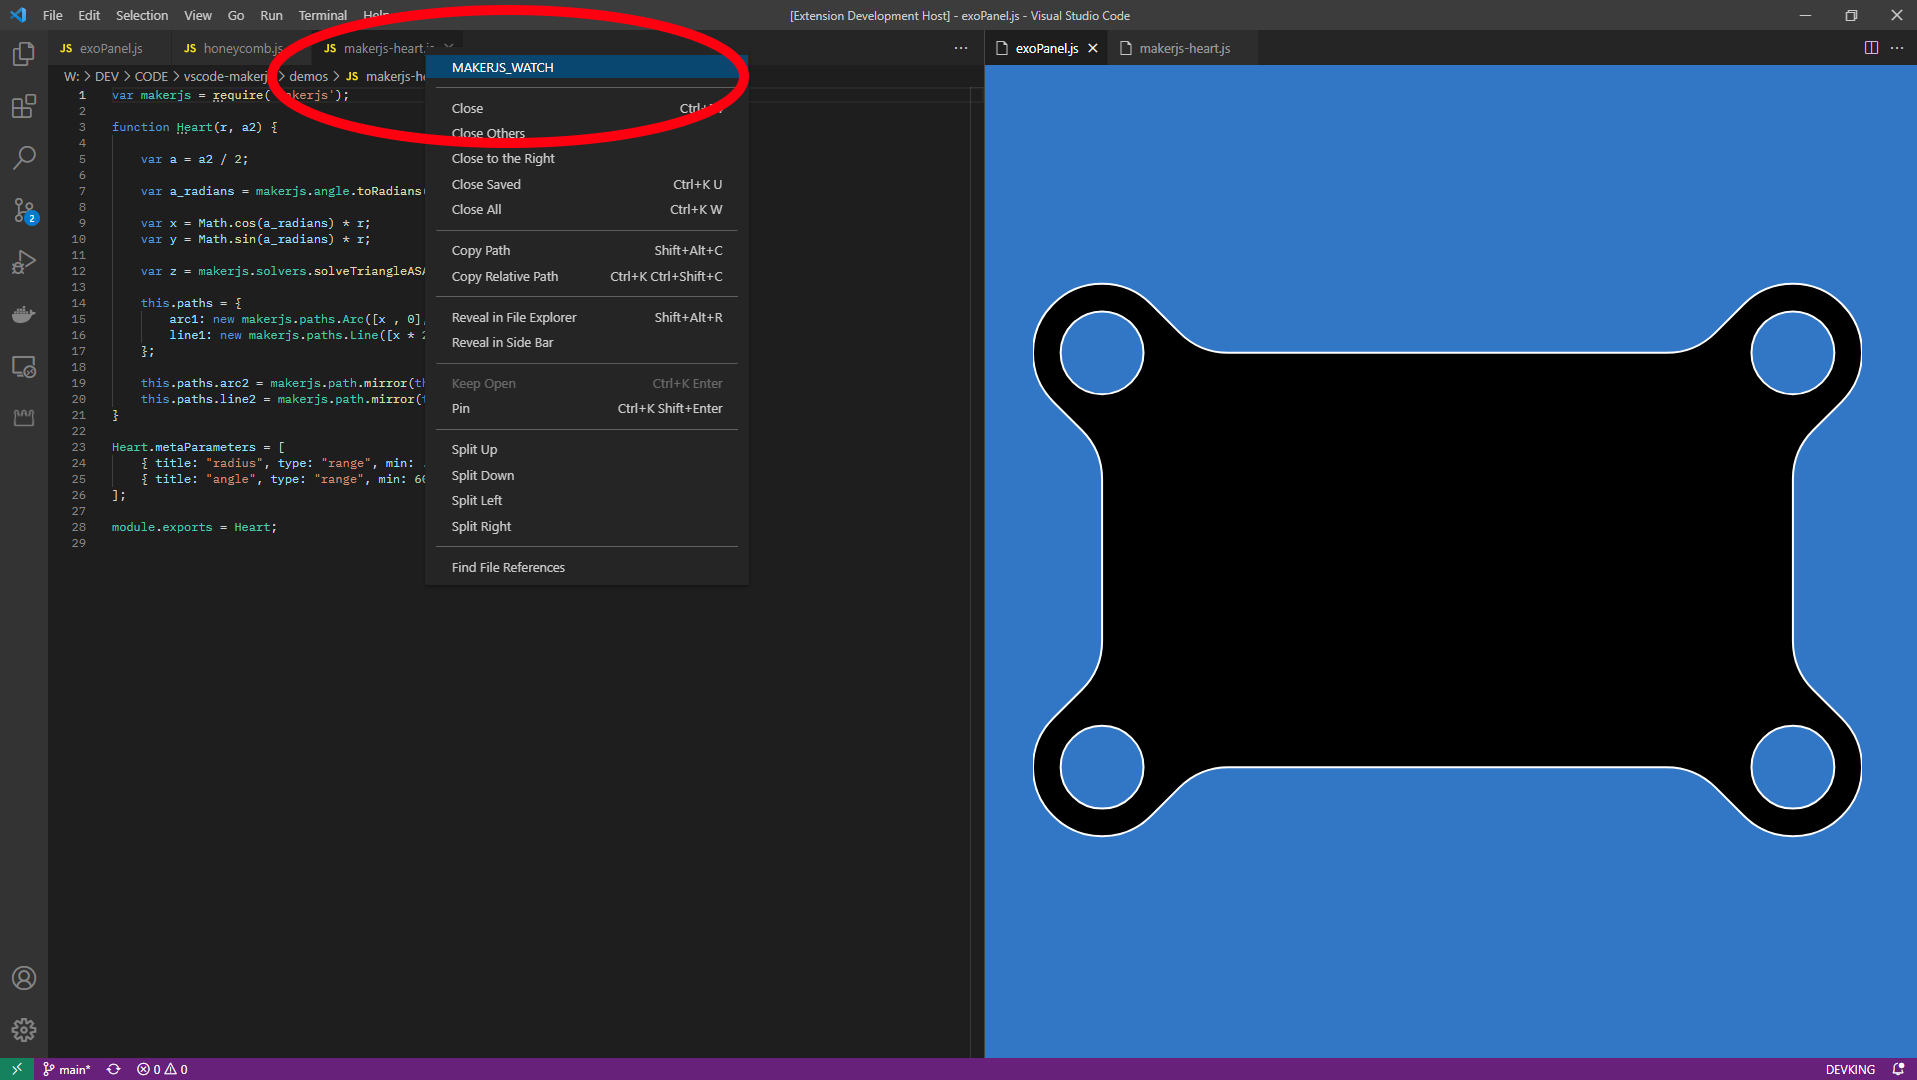 File Edit Selection View Go Run Terminal Help
[Extension Development Host] - exoPanel.js - Visual Studio Code
JS exoPanel.js JS honeycomb.js JS makerjs-heart.js
exoPanel.js makerjs-heart.js
W: > DEV > CODE > vscode-makerj > demos > JS makerjs-he
1 var makerjs = require('makerjs');
2
3 function Heart(r, a2) {
4
5 var a = a2 / 2;
6
7 var a_radians = makerjs.angle.toRadians(
8
9 var x = Math.cos(a_radians) * r;
10 var y = Math.sin(a_radians) * r;
11
12 var z = makerjs.solvers.solveTriangleASA
13
14 this.paths = {
15 arc1: new makerjs.paths.Arc([x , 0],
16 line1: new makerjs.paths.Line([x * 2
17 };
18
19 this.paths.arc2 = makerjs.path.mirror(th
20 this.paths.line2 = makerjs.path.mirror(t
21 }
22
23 Heart.metaParameters = [
24 { title: "radius", type: "range", min: .
25 { title: "angle", type: "range", min: 60
26 ];
27
28 module.exports = Heart;
29
MAKERJS_WATCH
Close Ctrl+
Close Others
Close to the Right
Close Saved Ctrl+K U
Close All Ctrl+K W
Copy Path Shift+Alt+C
Copy Relative Path Ctrl+K Ctrl+Shift+C
Reveal in File Explorer Shift+Alt+R
Reveal in Side Bar
Keep Open Ctrl+K Enter
Pin Ctrl+K Shift+Enter
Split Up
Split Down
Split Left
Split Right
Find File References
2
main* 0 0
DEVKING